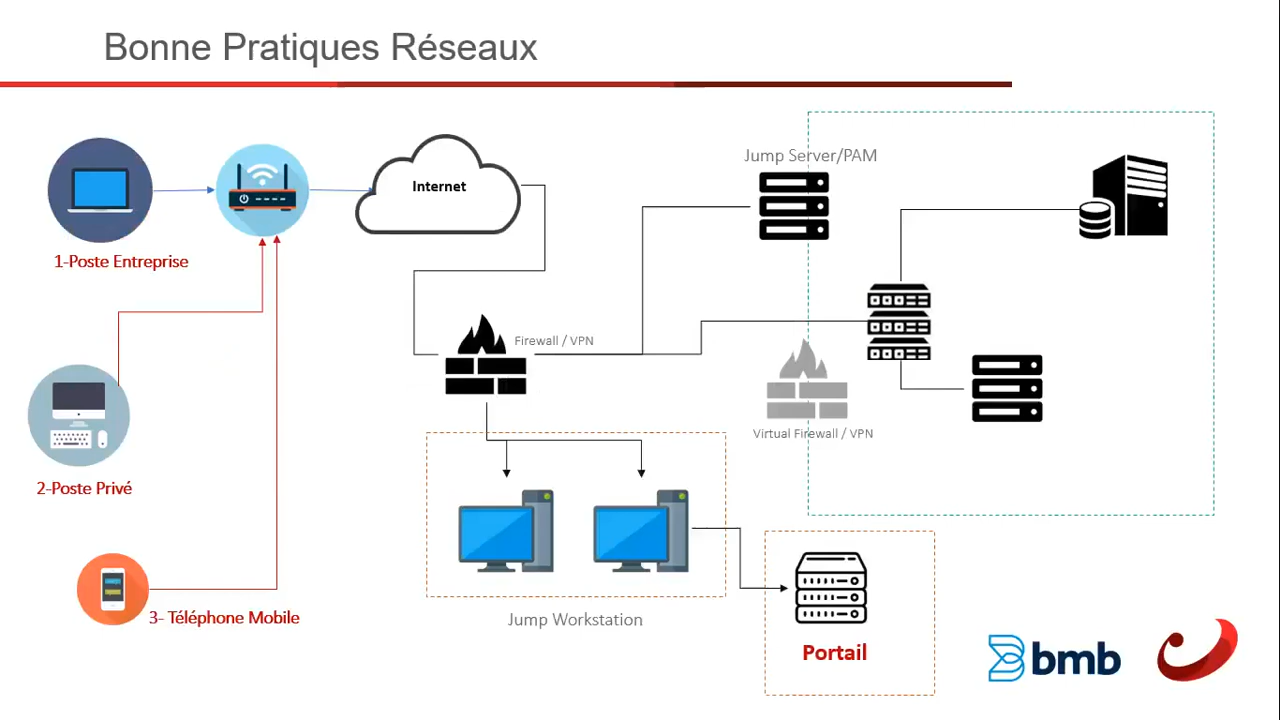 Bonne Pratiques Réseaux
Internet
Jump Server/PAM
1-Poste Entreprise
Firewall / VPN
Virtual Firewall / VPN
2-Poste Privé
3- Téléphone Mobile
Jump Workstation
Portail
bmb